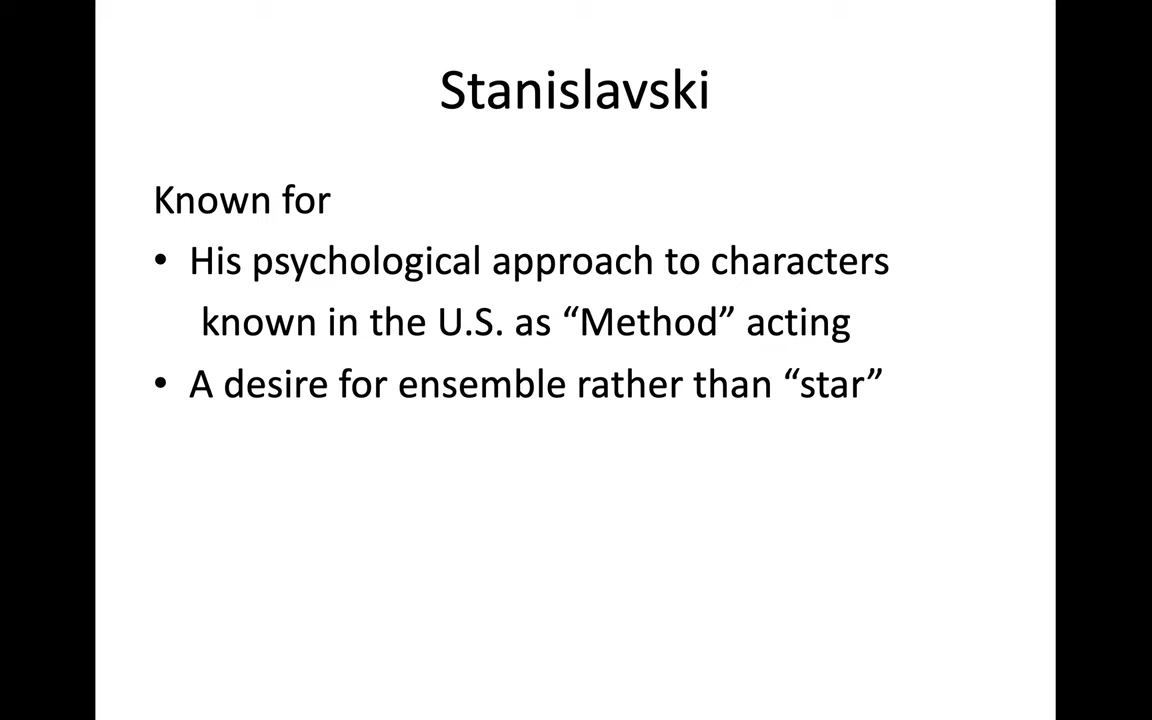 Stanislavski
Known for
• His psychological approach to characters
known in the U.S. as “Method” acting
• A desire for ensemble rather than “star”